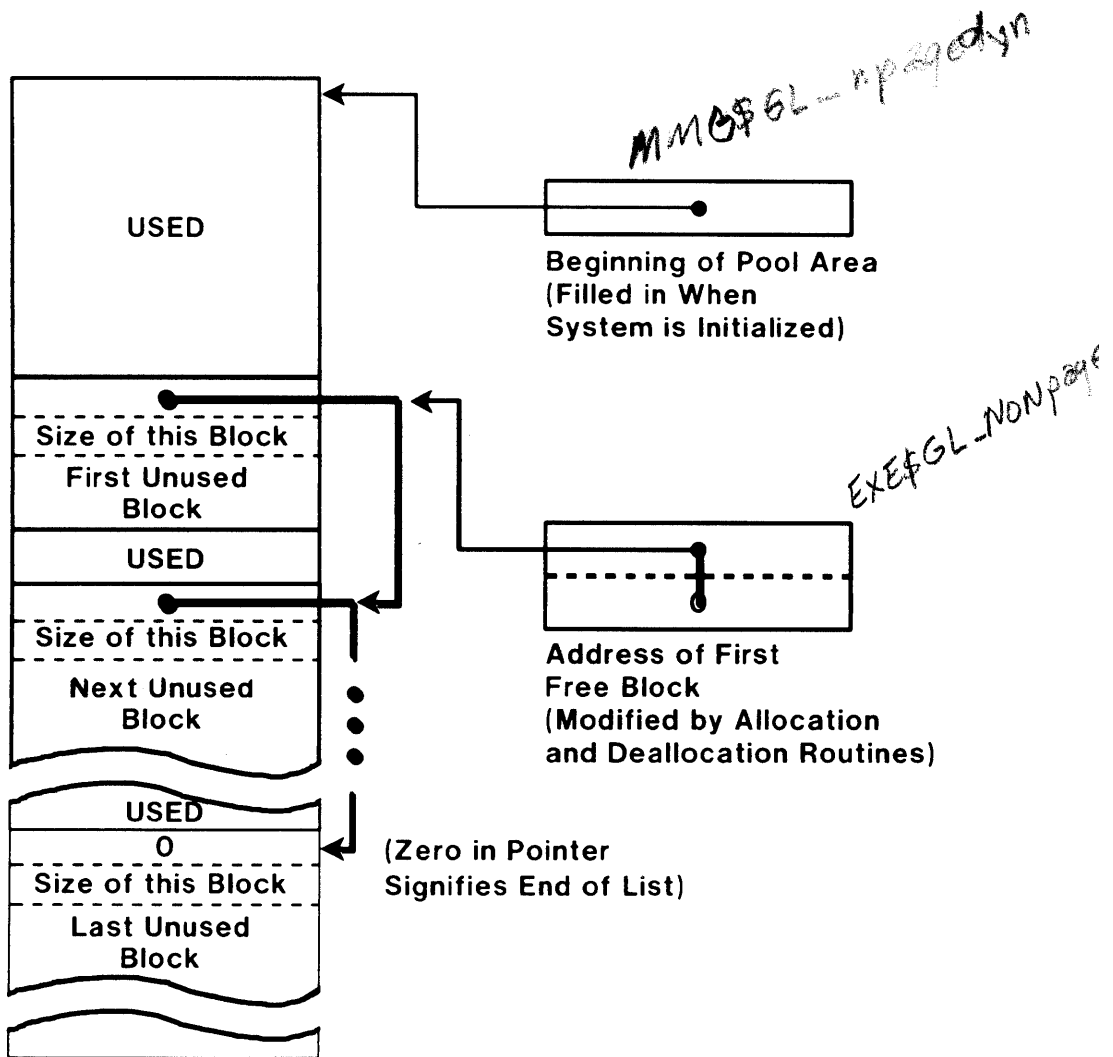 MMG$GL_npagedyn
USED
Beginning of Pool Area
(Filled in When
System is Initialized)
EXE$GL_NONpage
Size of this Block
First Unused
Block
USED
Size of this Block
Next Unused
Block
Address of First
Free Block
(Modified by Allocation
and Deallocation Routines)
USED
0
(Zero in Pointer
Signifies End of List)
Size of this Block
Last Unused
Block